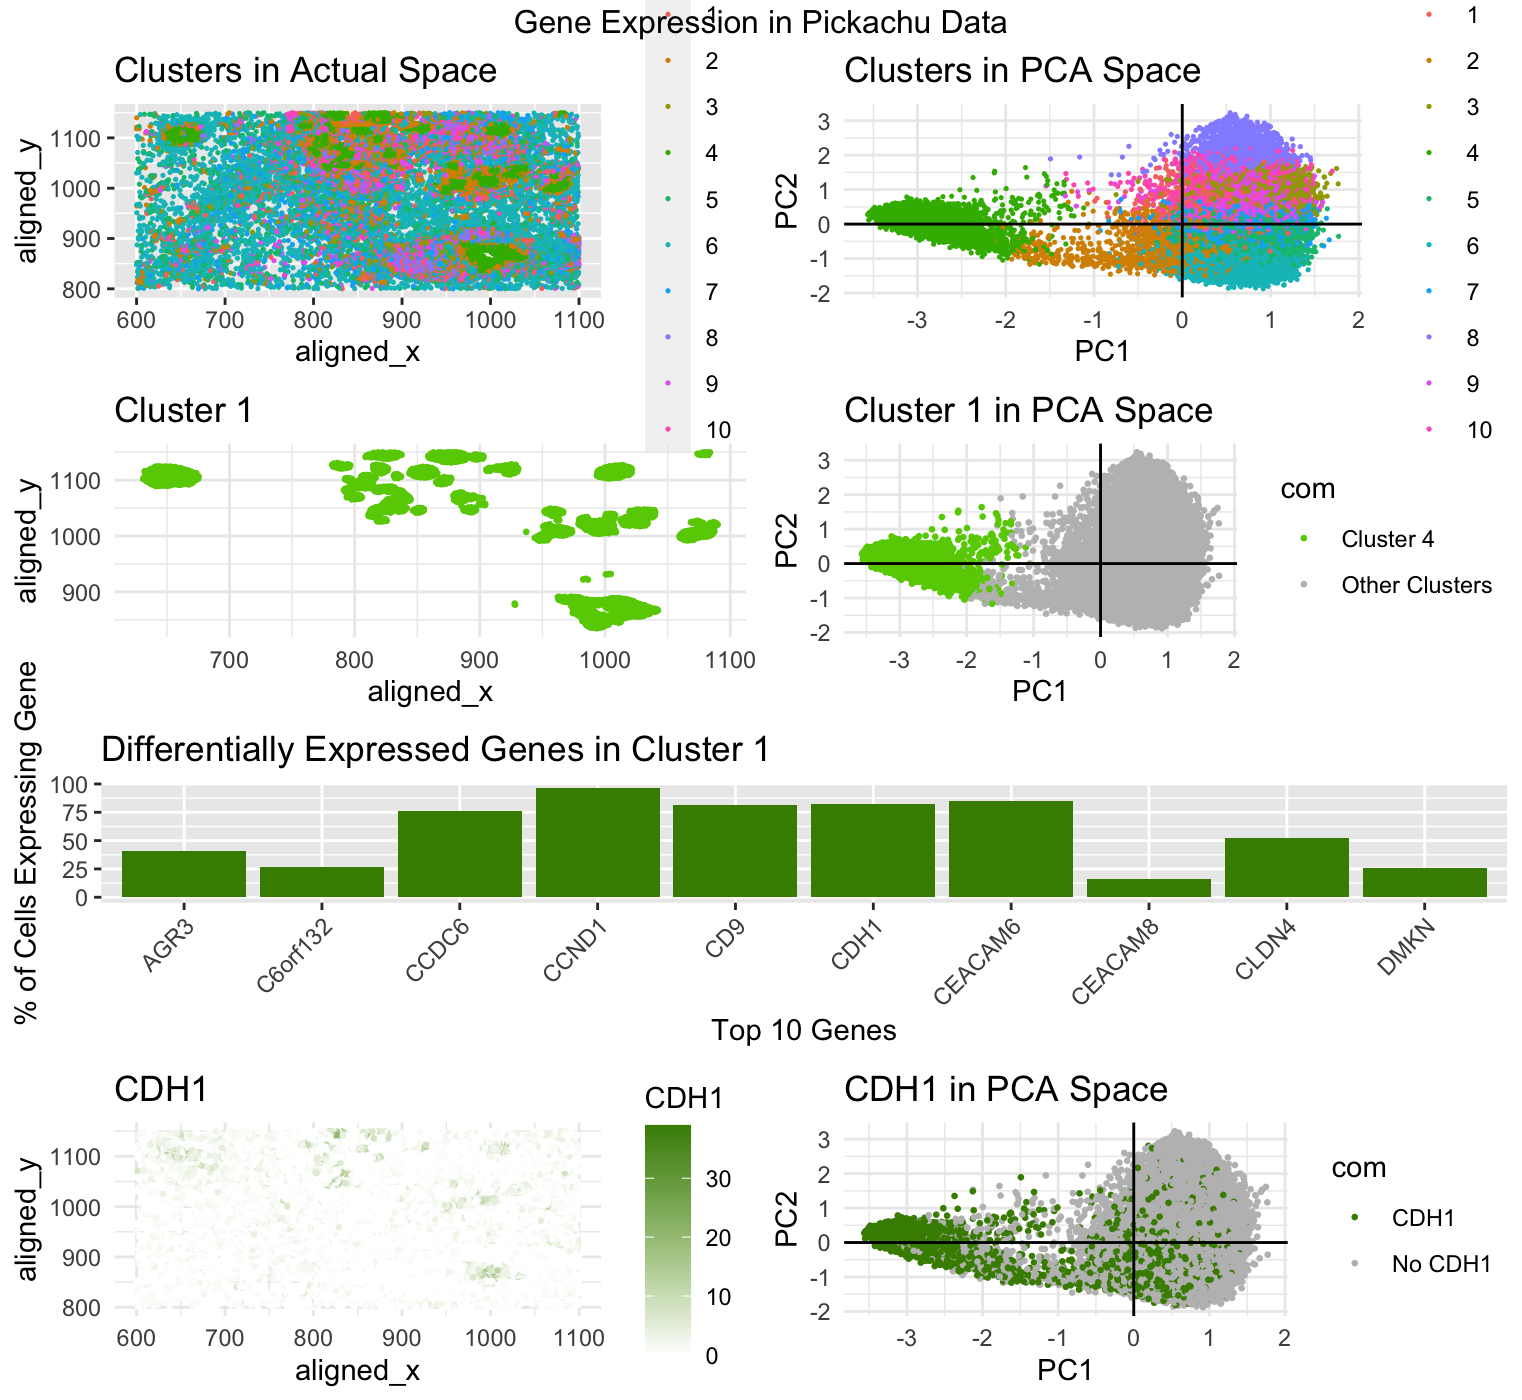 Gene Expression in Pickachu Data
Clusters in Actual Space
aligned_y
1100
1000
900
800
600 700 800 900 1000 1100
aligned_x
1
2
3
4
5
6
7
8
9
10
Clusters in PCA Space
PC2
3
2
1
0
-1
-2
-3 -2 -1 0 1 2
PC1
1
2
3
4
5
6
7
8
9
10
Cluster 1
aligned_y
1100
1000
900
700 800 900 1000 1100
aligned_x
Cluster 1 in PCA Space
PC2
3
2
1
0
-1
-2
-3 -2 -1 0 1 2
PC1
com
Cluster 4
Other Clusters
Differentially Expressed Genes in Cluster 1
% of Cells Expressing Gene
100
75
50
25
0
AGR3 C6orf132 CCDC6 CCND1 CD9 CDH1 CEACAM6 CEACAM8 CLDN4 DMKN
Top 10 Genes
CDH1
aligned_y
1100
1000
900
800
600 700 800 900 1000 1100
aligned_x
CDH1
30
20
10
0
CDH1 in PCA Space
PC2
3
2
1
0
-1
-2
-3 -2 -1 0 1 2
PC1
com
CDH1
No CDH1